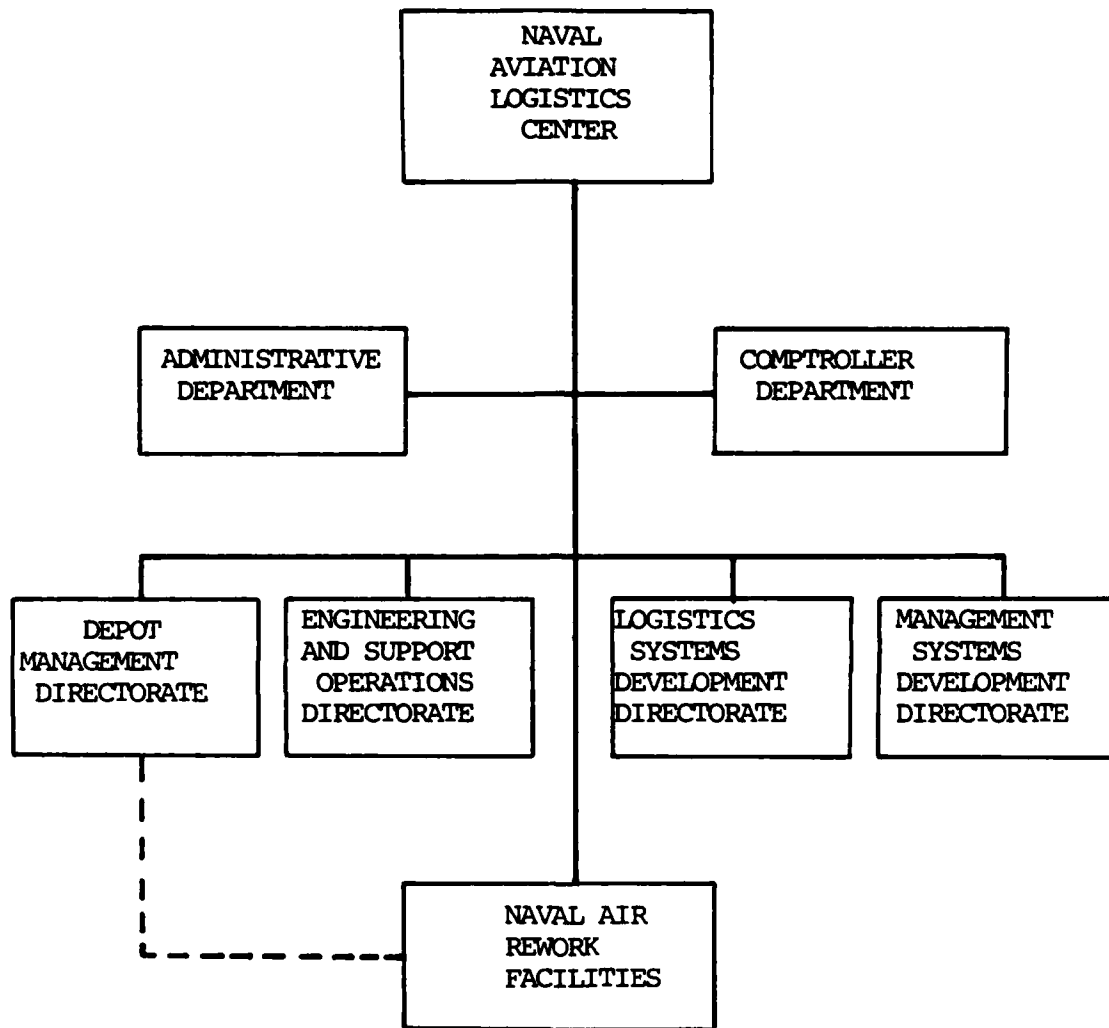 NAVAL
AVIATION
LOGISTICS
CENTER
ADMINISTRATIVE
DEPARTMENT
COMPTROLLER
DEPARTMENT
DEPOT
MANAGEMENT
DIRECTORATE
ENGINEERING
AND SUPPORT
OPERATIONS
DIRECTORATE
LOGISTICS
SYSTEMS
DEVELOPMENT
DIRECTORATE
MANAGEMENT
SYSTEMS
DEVELOPMENT
DIRECTORATE
NAVAL AIR
REWORK
FACILITIES